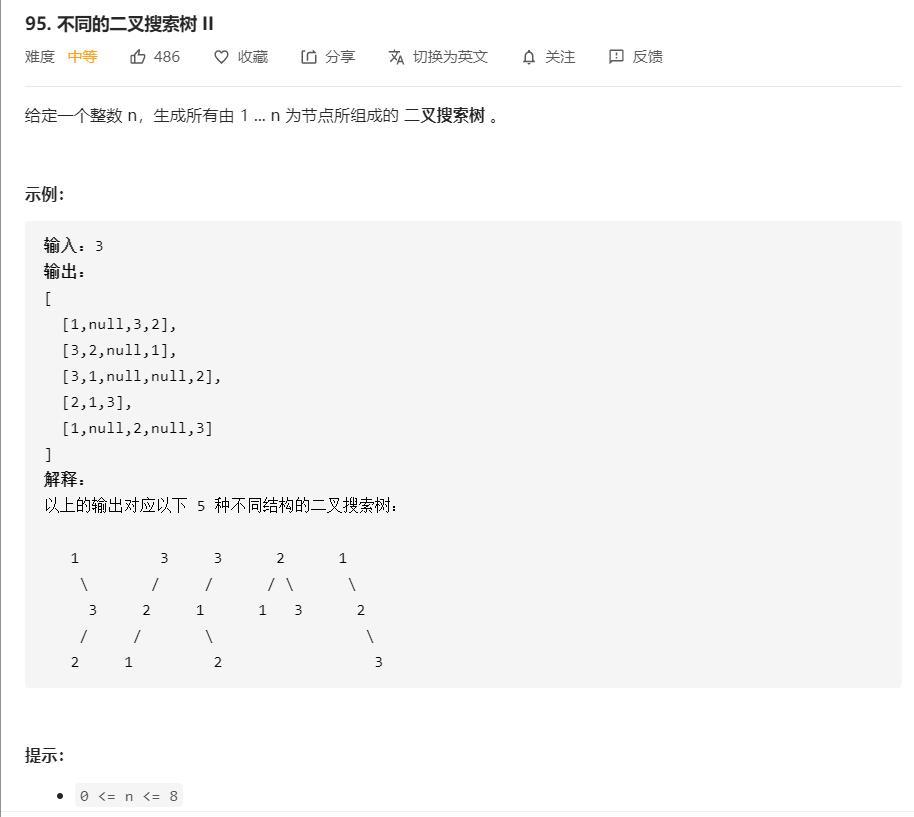 95. 不同的二叉搜索树 II
难度 中等 486 收藏 分享 切换为英文 关注 反馈
给定一个整数 n，生成所有由 1 ... n 为节点所组成的 二叉搜索树 。
示例：
输入：3
输出：
[
  [1,null,3,2],
  [3,2,null,1],
  [3,1,null,null,2],
  [2,1,3],
  [1,null,2,null,3]
]
解释：
以上的输出对应以下 5 种不同结构的二叉搜索树：
   1         3     3      2      1
    \       /     /      / \      \
     3     2     1      1   3      2
    /     /       \                 \
   2     1         2                 3
提示：
• 0 <= n <= 8